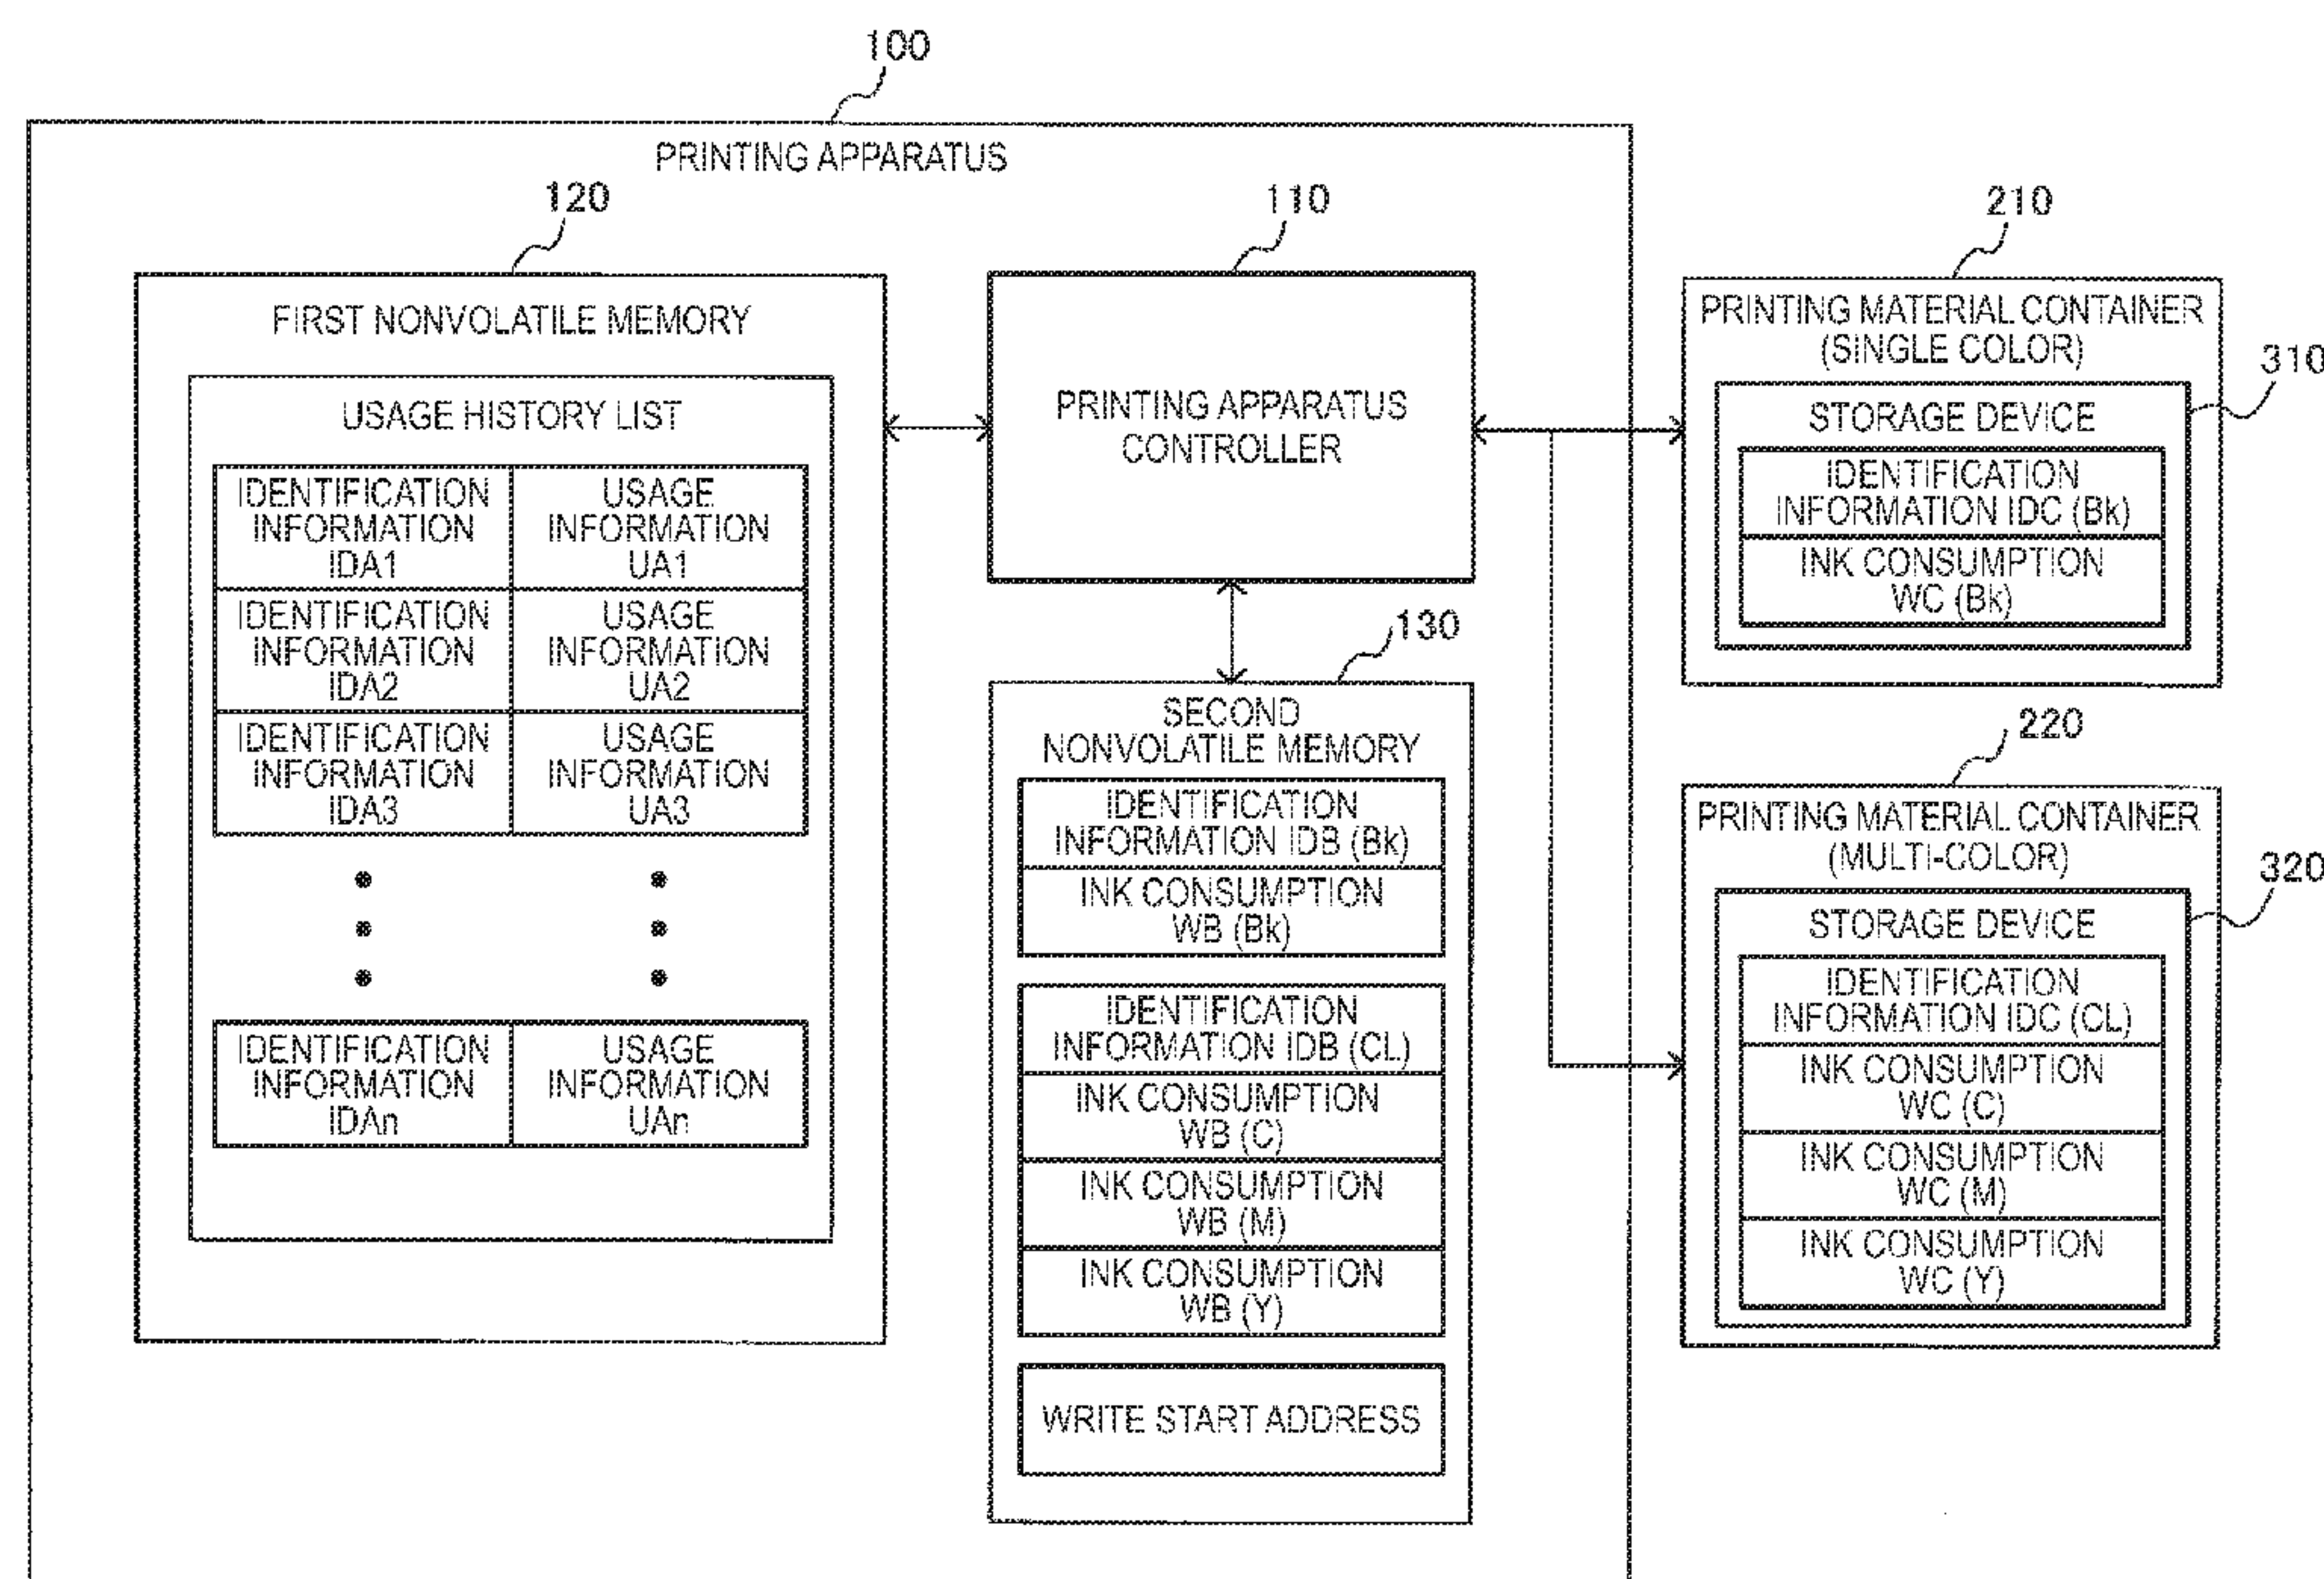 100
PRINTING APPARATUS
120
FIRST NONVOLATILE MEMORY
USAGE HISTORY LIST
IDENTIFICATION
INFORMATION
IDA1
USAGE
INFORMATION
UA1
IDENTIFICATION
INFORMATION
IDA2
USAGE
INFORMATION
UA2
IDENTIFICATION
INFORMATION
IDA3
USAGE
INFORMATION
UA3
IDENTIFICATION
INFORMATION
IDAn
USAGE
INFORMATION
UAn
110
PRINTING APPARATUS
CONTROLLER
130
SECOND
NONVOLATILE MEMORY
IDENTIFICATION
INFORMATION IDB (Bk)
INK CONSUMPTION
WB (Bk)
IDENTIFICATION
INFORMATION IDB (CL)
INK CONSUMPTION
WB (C)
INK CONSUMPTION
WB (M)
INK CONSUMPTION
WB (Y)
WRITE START ADDRESS
210
PRINTING MATERIAL CONTAINER
(SINGLE COLOR)
310
STORAGE DEVICE
IDENTIFICATION
INFORMATION IDC (Bk)
INK CONSUMPTION
WC (Bk)
220
PRINTING MATERIAL CONTAINER
(MULTI-COLOR)
320
STORAGE DEVICE
IDENTIFICATION
INFORMATION IDC (CL)
INK CONSUMPTION
WC (C)
INK CONSUMPTION
WC (M)
INK CONSUMPTION
WC (Y)